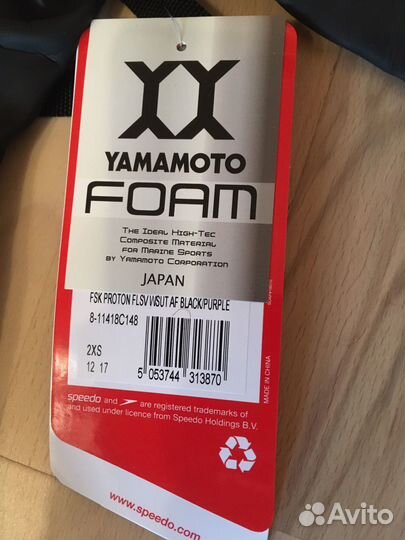 YAMAMOTO
FOAM
The Ideal High-Tec
Composite Material
for Marine Sports
by Yamamoto Corporation
JAPAN
FSK PROTON FLSV WSUT AF BLACK/PURPLE
8-11418C148
2XS
12 17
5 053744 313870
MADE IN CHINA
speedo and are registered trademarks of
and used under licence from Speedo Holdings B.V.
www.speedo.com
Avito